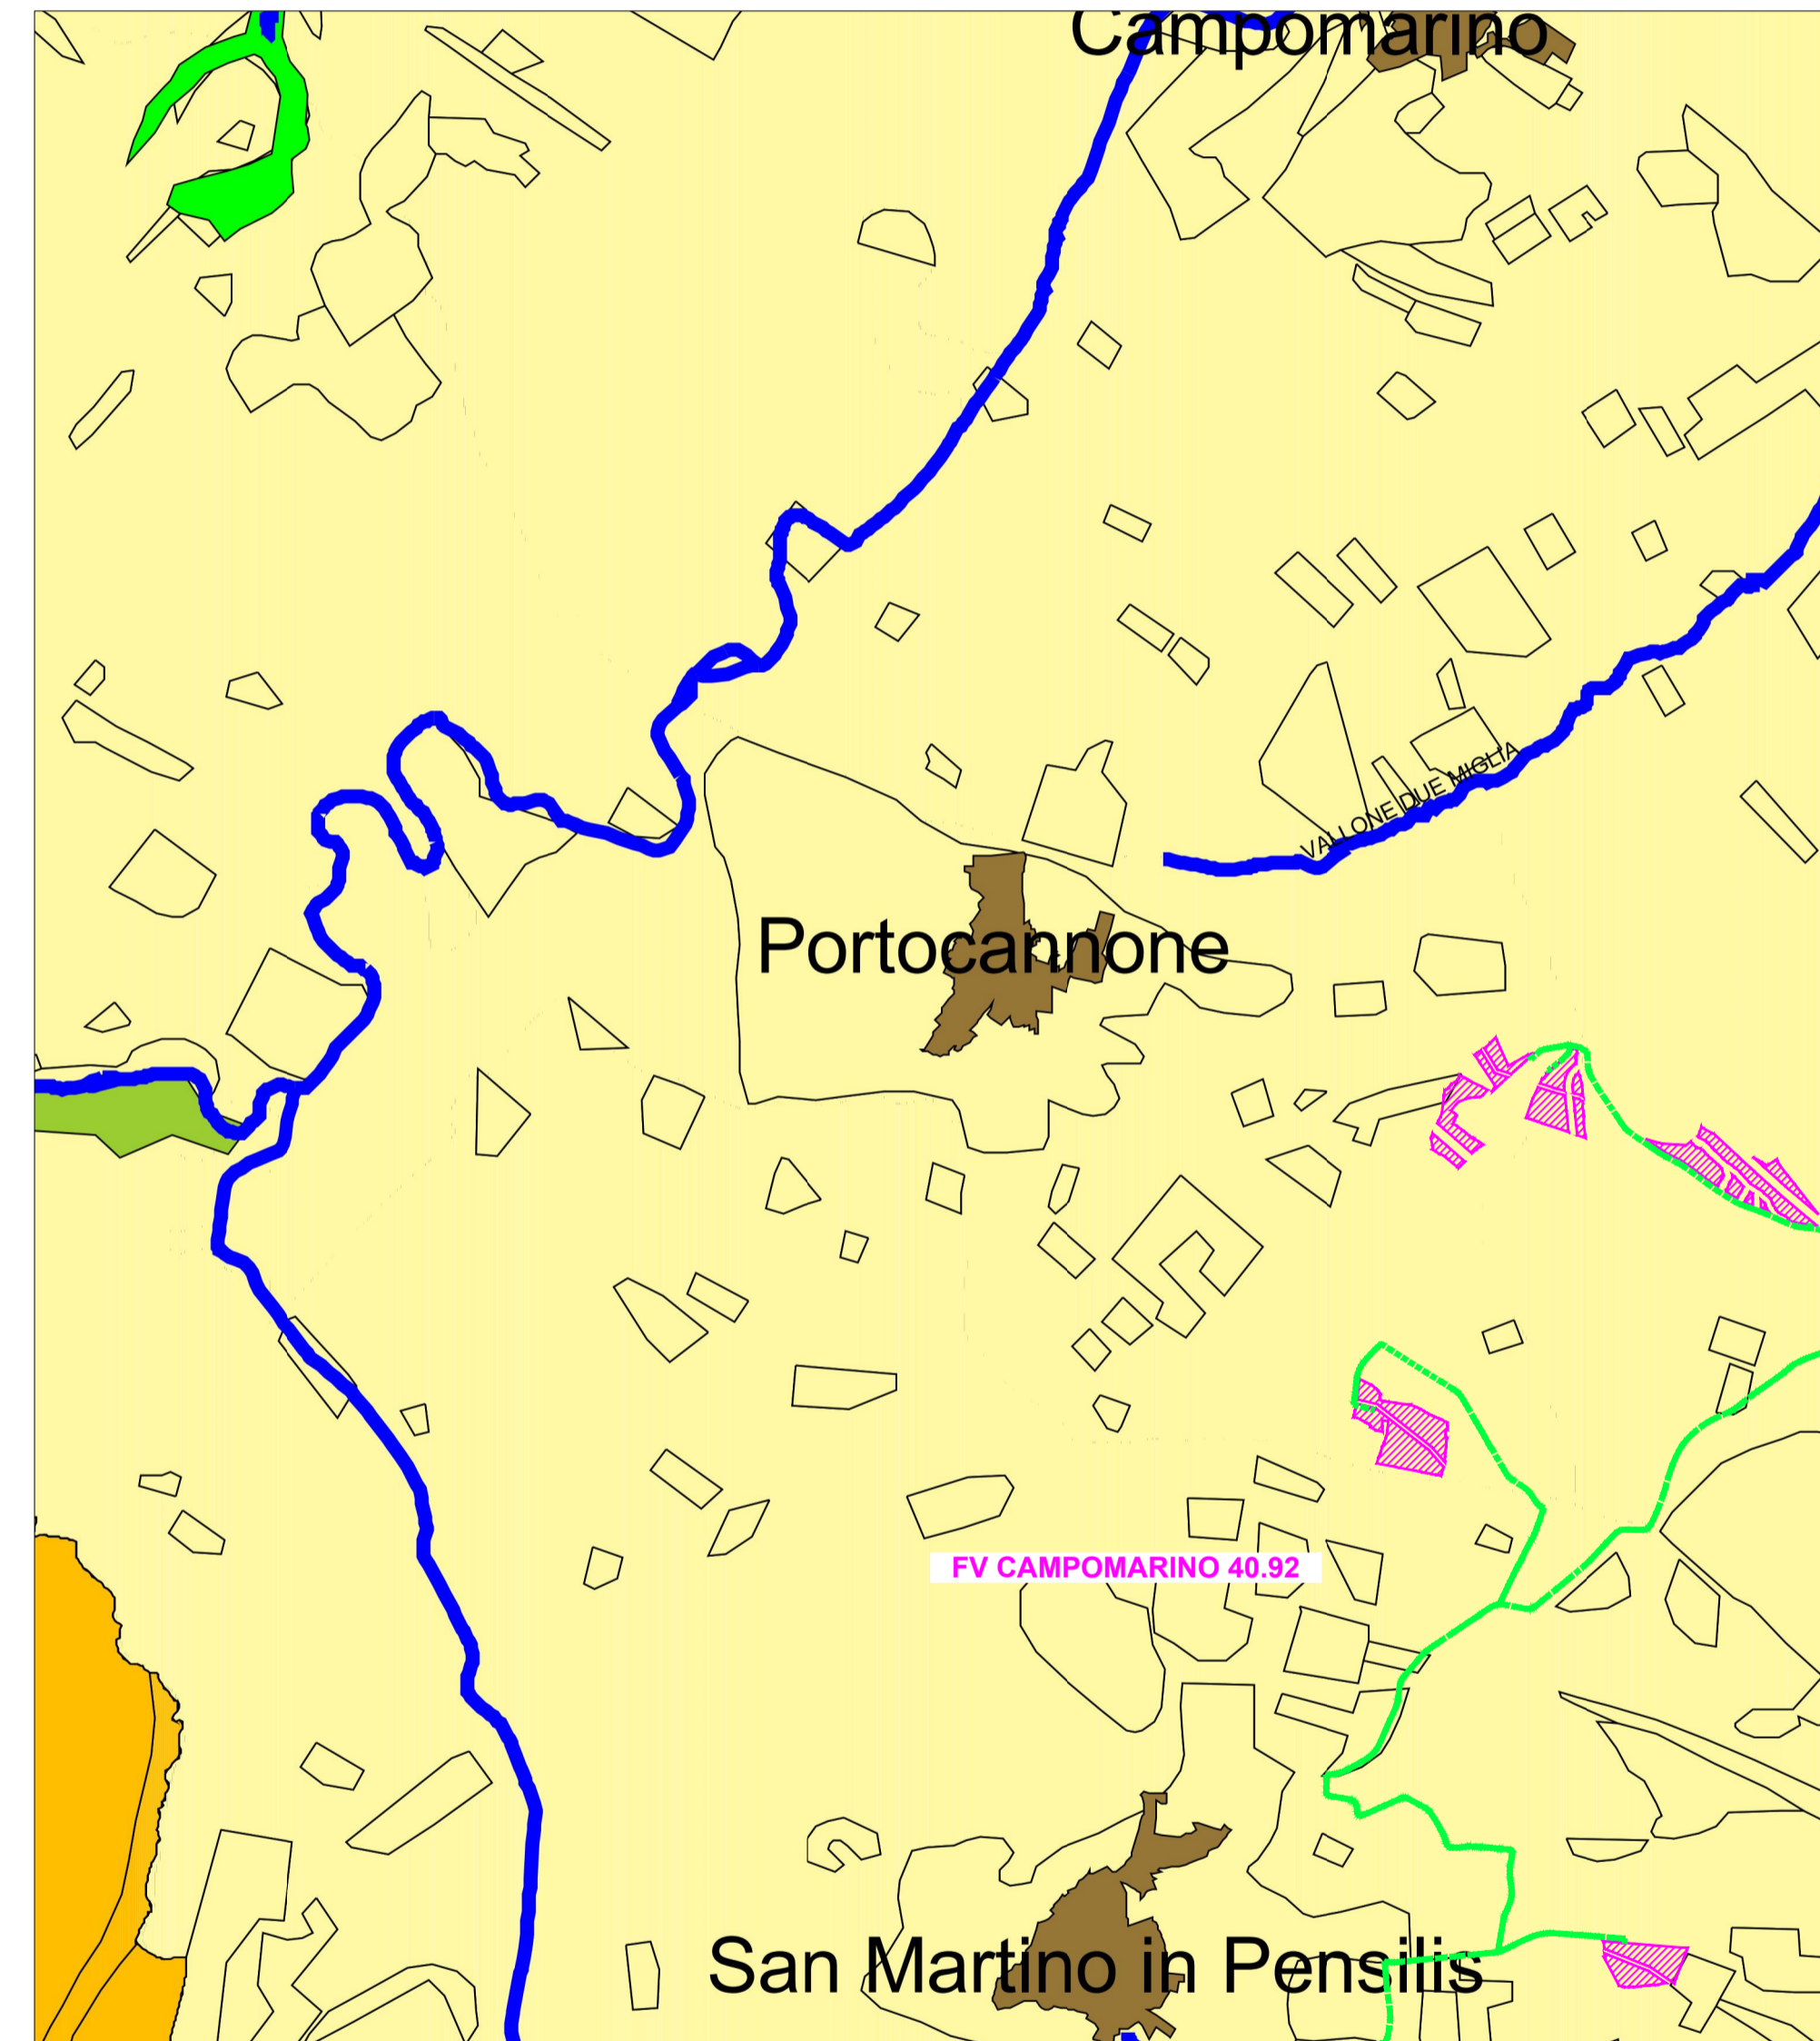 Campomarino
VALLONE DUE MIGLIA
Portocannone
FV CAMPOMARINO 40.92
San Martino in Pensilis